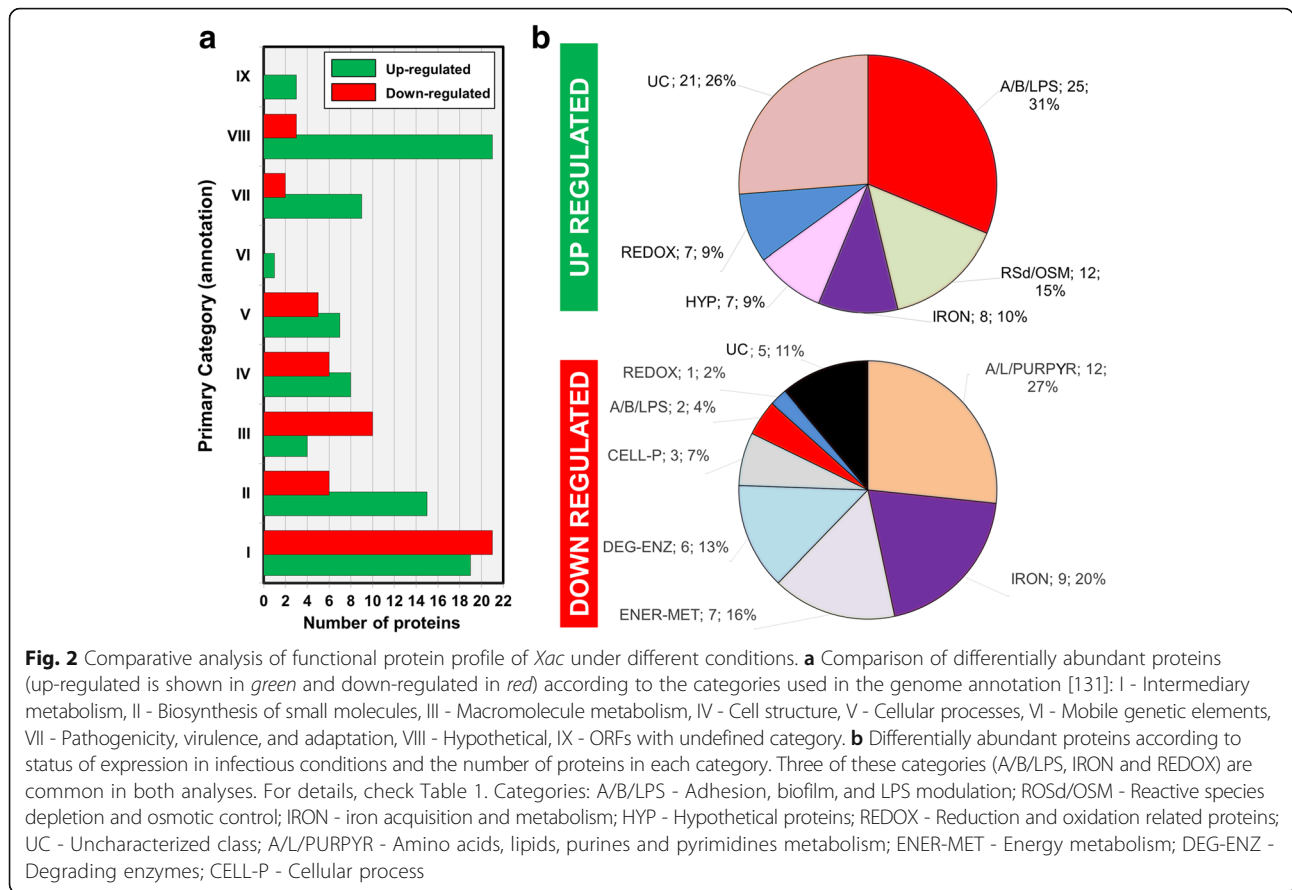 a
Up-regulated
Down-regulated
IX
VIII
VII
VI
V
IV
III
II
I
Primary Category (annotation)
0 2 4 6 8 10 12 14 16 18 20 22
Number of proteins
b
UP REGULATED
UC; 21; 26%
A/B/LPS; 25;
31%
RSd/OSM; 12;
15%
IRON; 8; 10%
HYP; 7; 9%
REDOX; 7; 9%
DOWN REGULATED
UC; 5; 11%
REDOX; 1; 2%
A/B/LPS; 2; 4%
CELL-P; 3; 7%
DEG-ENZ; 6; 13%
ENER-MET; 7; 16%
A/L/PURPYR; 12;
27%
IRON; 9; 20%
Fig. 2 Comparative analysis of functional protein profile of Xac under different conditions. a Comparison of differentially abundant proteins
(up-regulated is shown in green and down-regulated in red) according to the categories used in the genome annotation [131]: I - Intermediary
metabolism, II - Biosynthesis of small molecules, III - Macromolecule metabolism, IV - Cell structure, V - Cellular processes, VI - Mobile genetic elements,
VII - Pathogenicity, virulence, and adaptation, VIII - Hypothetical, IX - ORFs with undefined category. b Differentially abundant proteins according to
status of expression in infectious conditions and the number of proteins in each category. Three of these categories (A/B/LPS, IRON and REDOX) are
common in both analyses. For details, check Table 1. Categories: A/B/LPS - Adhesion, biofilm, and LPS modulation; ROSd/OSM - Reactive species
depletion and osmotic control; IRON - iron acquisition and metabolism; HYP - Hypothetical proteins; REDOX - Reduction and oxidation related proteins;
UC - Uncharacterized class; A/L/PURPYR - Amino acids, lipids, purines and pyrimidines metabolism; ENER-MET - Energy metabolism; DEG-ENZ -
Degrading enzymes; CELL-P - Cellular process